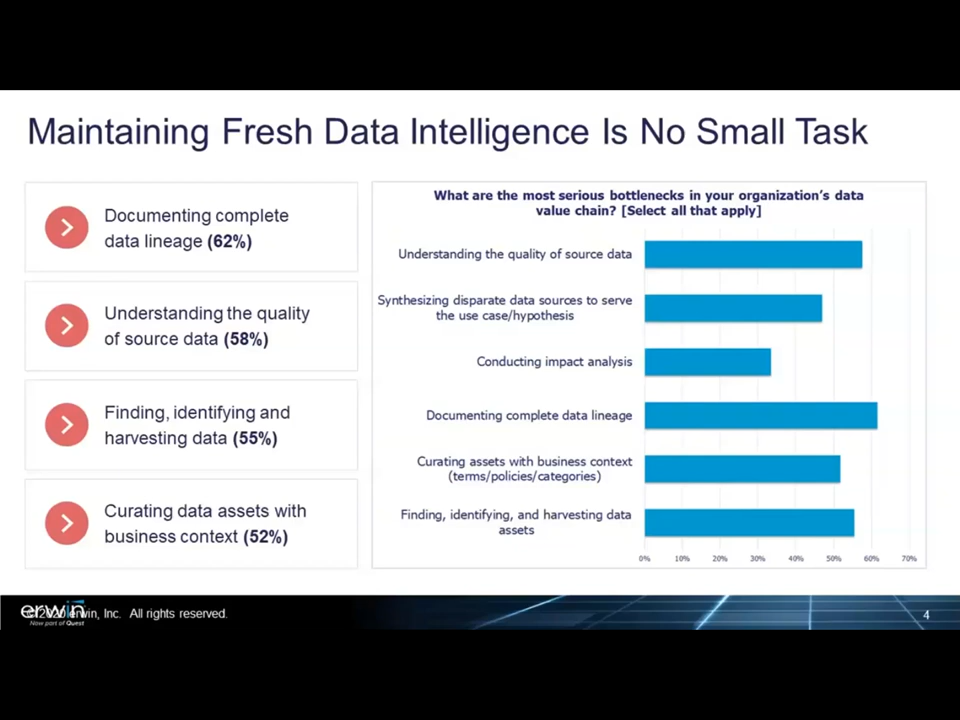 Maintaining Fresh Data Intelligence Is No Small Task
Documenting complete
data lineage (62%)
Understanding the quality
of source data (58%)
Finding, identifying and
harvesting data (55%)
Curating data assets with
business context (52%)
What are the most serious bottlenecks in your organization's data
value chain? [Select all that apply]
Understanding the quality of source data
Synthesizing disparate data sources to serve
the use case/hypothesis
Conducting impact analysis
Documenting complete data lineage
Curating assets with business context
(terms/policies/categories)
Finding, identifying, and harvesting data
assets
0% 10% 20% 30% 40% 50% 60% 70%
erwin
Now part of Quest
erwin, Inc. All rights reserved.
4